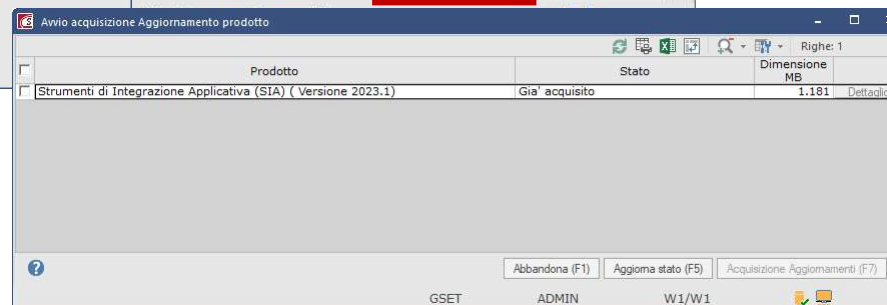 Avvio acquisizione Aggiornamento prodotto
Righe: 1
Prodotto Stato Dimensione MB
Strumenti di Integrazione Applicativa (SIA) ( Versione 2023.1) Gia' acquisito 1.181 Dettaglio
Abbandona (F1) Aggiorna stato (F5) Acquisizione Aggiornamenti (F7)
GSET ADMIN W1/W1